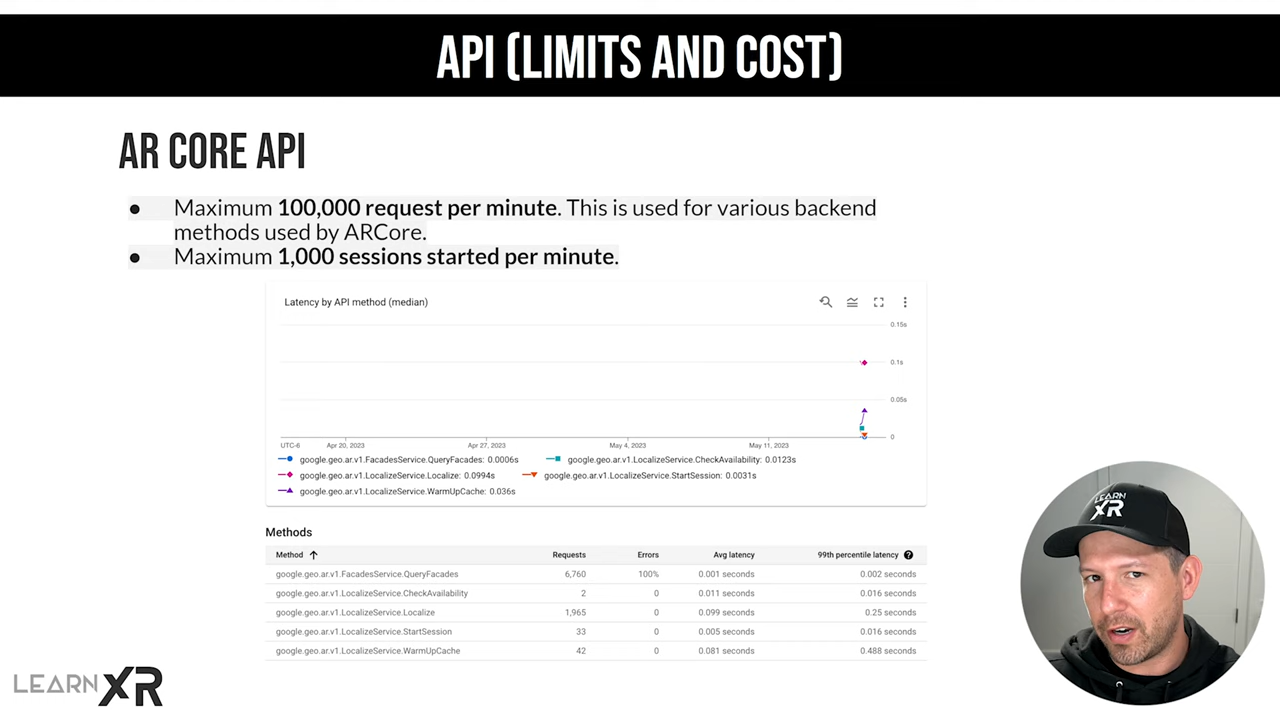 API (LIMITS AND COST)
AR CORE API
● Maximum 100,000 request per minute. This is used for various backend
methods used by ARCore.
● Maximum 1,000 sessions started per minute.
Latency by API method (median)
0.15s
0.1s
0.05s
0
UTC-6 Apr 20, 2023 Apr 27, 2023 May 4, 2023 May 11, 2023
google.geo.ar.v1.FacadesService.QueryFacades: 0.0006s google.geo.ar.v1.LocalizeService.CheckAvailability: 0.0123s
google.geo.ar.v1.LocalizeService.Localize: 0.0994s google.geo.ar.v1.LocalizeService.StartSession: 0.0031s
google.geo.ar.v1.LocalizeService.WarmUpCache: 0.036s
Methods
Method Requests Errors Avg latency 99th percentile latency
google.geo.ar.v1.FacadesService.QueryFacades 6,760 100% 0.001 seconds 0.002 seconds
google.geo.ar.v1.LocalizeService.CheckAvailability 2 0 0.011 seconds 0.016 seconds
google.geo.ar.v1.LocalizeService.Localize 1,965 0 0.099 seconds 0.25 seconds
google.geo.ar.v1.LocalizeService.StartSession 33 0 0.005 seconds 0.016 seconds
google.geo.ar.v1.LocalizeService.WarmUpCache 42 0 0.081 seconds 0.488 seconds
LEARN XR
LEARN
XR